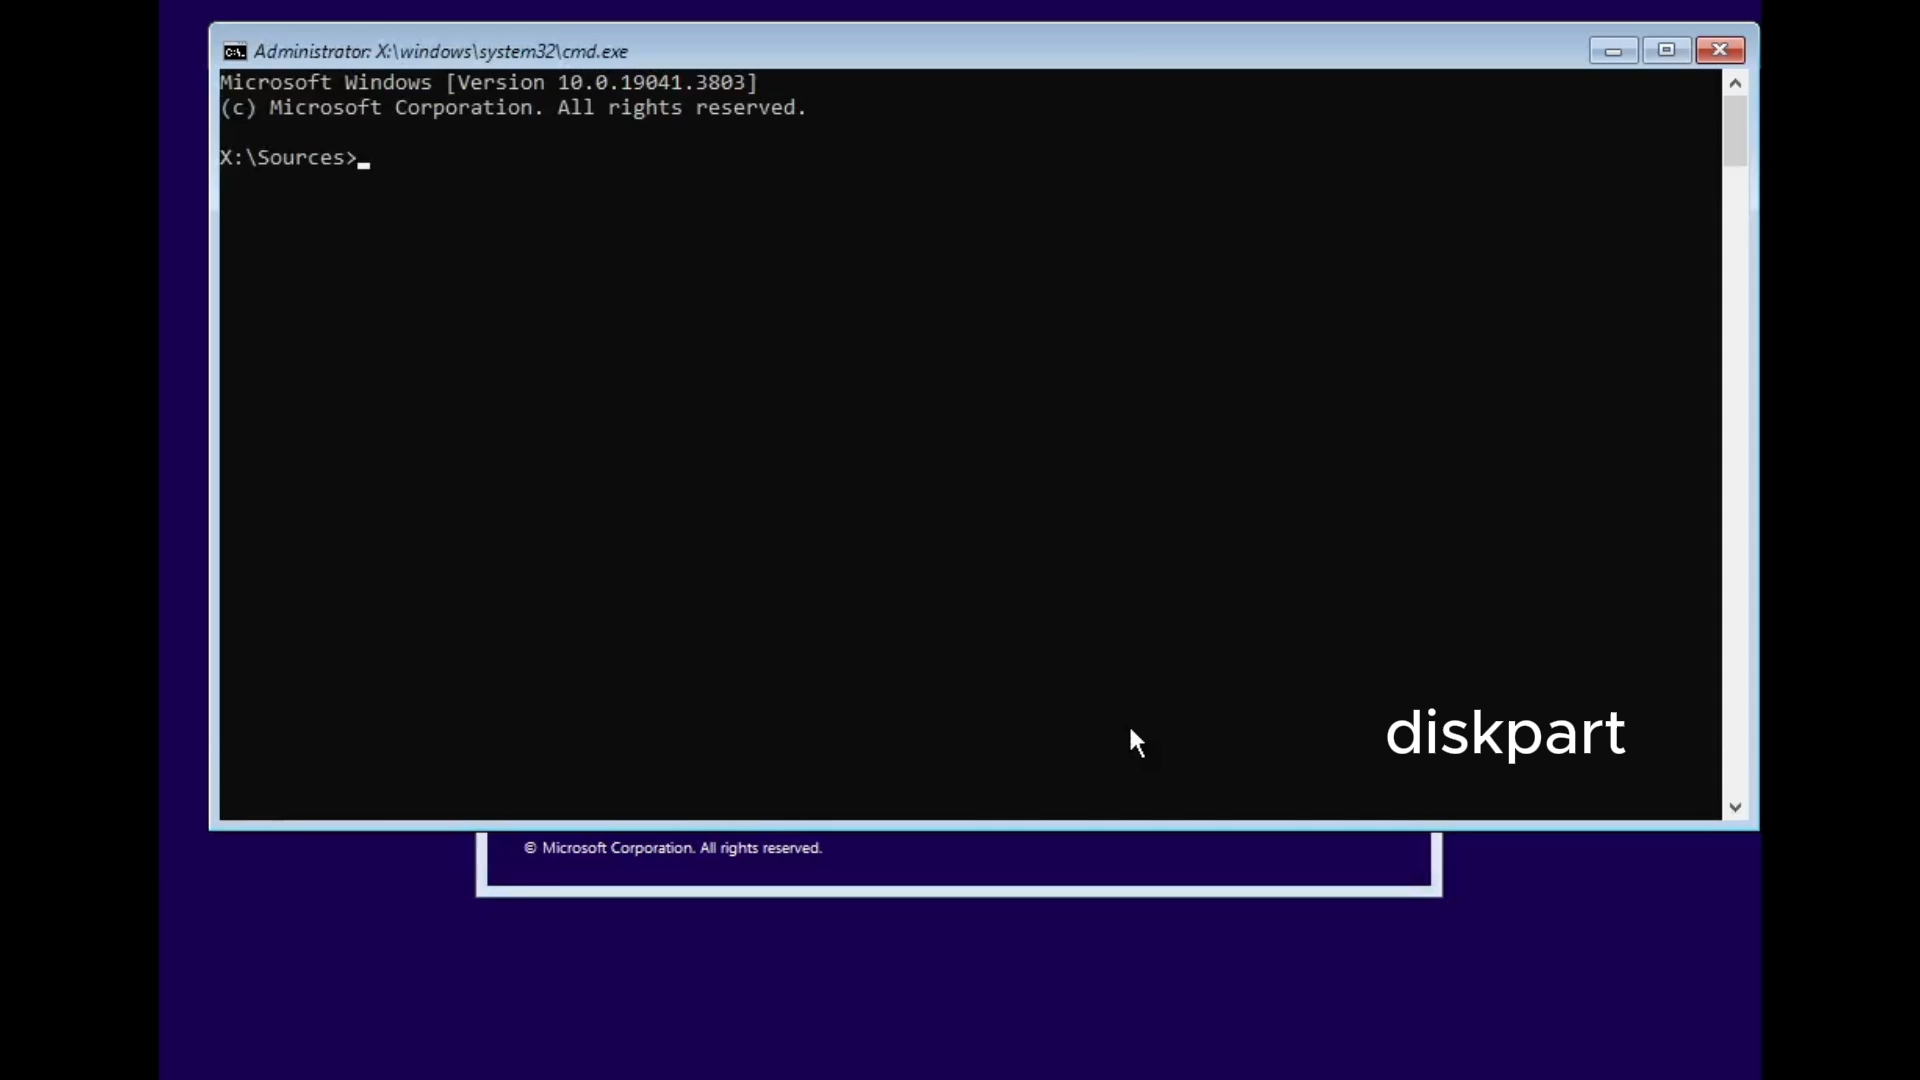 Administrator: X:\windows\system32\cmd.exe
Microsoft Windows [Version 10.0.19041.3803]
(c) Microsoft Corporation. All rights reserved.
X:\Sources>
diskpart
© Microsoft Corporation. All rights reserved.